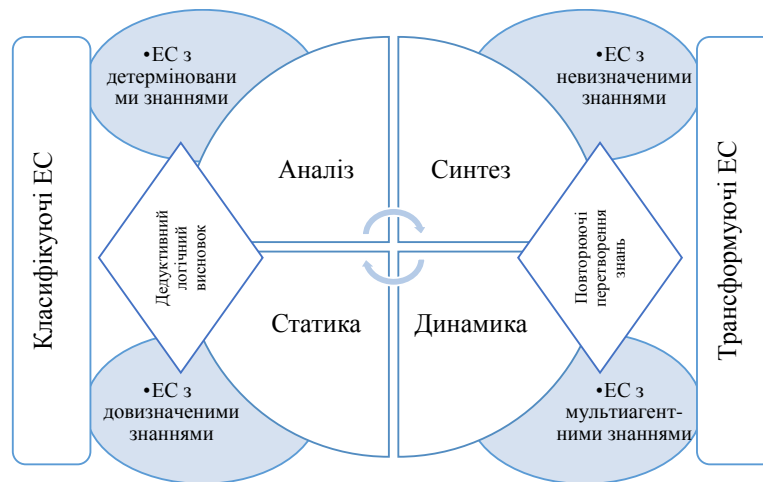 Класифікуючі ЕС
•ЕС з
детермінован
ми знаннями
Аналіз
Синтез
•ЕС з
невизначеними
знаннями
Трансформуючі ЕС
Дедуктивний
логічний
висновок
Повторюючі
перетворення
знань
Статика
Динамика
•ЕС з
довизначеними
знаннями
•ЕС з
мультиагент-
ними знаннями